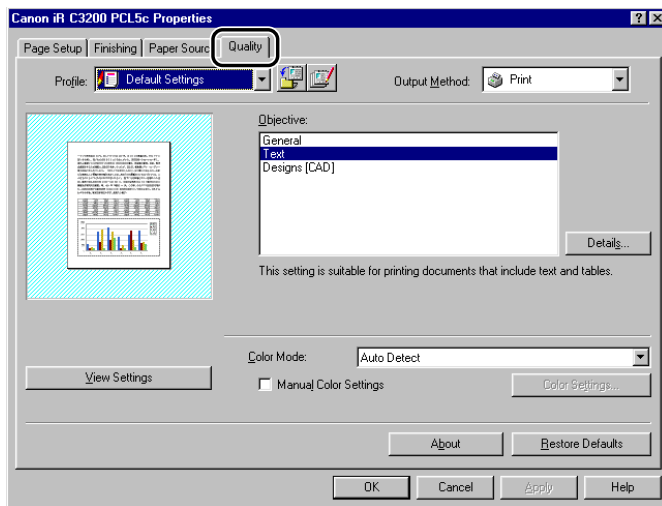 Canon iR C3200 PCL5c Properties
Page Setup Finishing Paper Sourc Quality
Profile: Default Settings Output Method: Print
Objective:
General
Text
Designs [CAD]
Details...
This setting is suitable for printing documents that include text and tables.
Color Mode: Auto Detect
View Settings
Manual Color Settings Color Settings...
About Restore Defaults
OK Cancel Apply Help